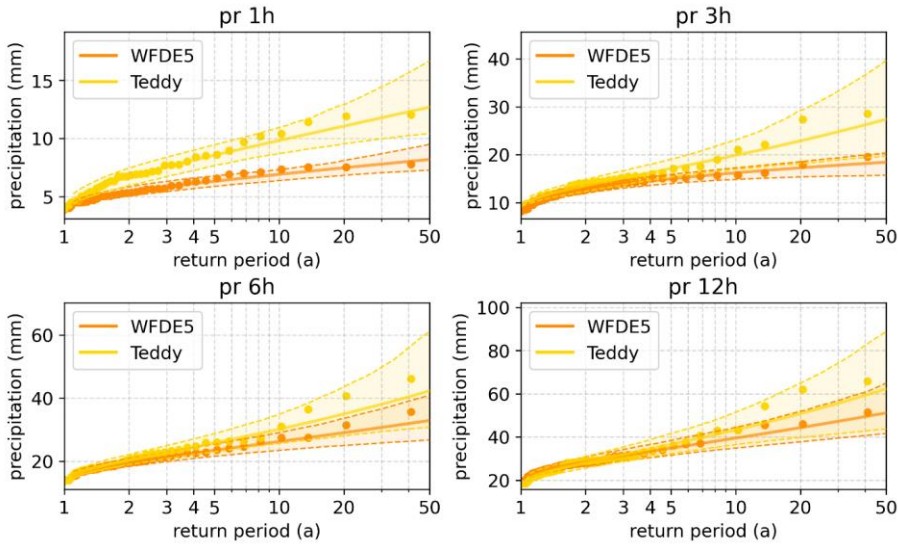 pr 1h
precipitation (mm)
15
10
5
WFDE5
Teddy
1 2 3 4 5 10 20 50
return period (a)
pr 3h
precipitation (mm)
40
30
20
10
WFDE5
Teddy
1 2 3 4 5 10 20 50
return period (a)
pr 6h
precipitation (mm)
60
40
20
WFDE5
Teddy
1 2 3 4 5 10 20 50
return period (a)
pr 12h
precipitation (mm)
100
80
60
40
20
WFDE5
Teddy
1 2 3 4 5 10 20 50
return period (a)